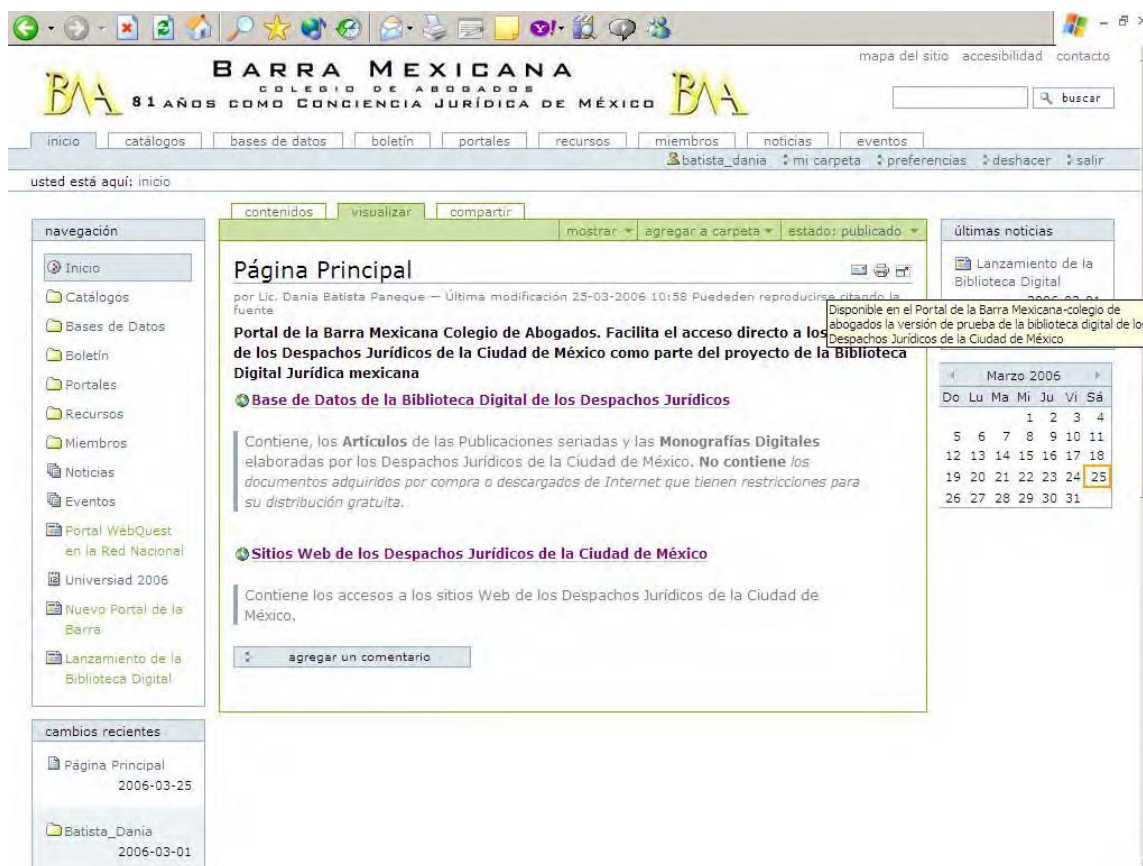 mapa del sitio accesibilidad contacto
BARRA MEXICANA
COLEGIO DE ABOGADOS
81 AÑOS COMO CONCIENCIA JURÍDICA DE MÉXICO
buscar
inicio catálogos bases de datos boletín portales recursos miembros noticias eventos
batista_dania mi carpeta preferencias deshacer salir
usted está aquí: inicio
navegación
Inicio
Catálogos
Bases de Datos
Boletín
Portales
Recursos
Miembros
Noticias
Eventos
Portal WebQuest
en la Red Nacional
Universiad 2006
Nuevo Portal de la
Barra
Lanzamiento de la
Biblioteca Digital
cambios recientes
Página Principal
2006-03-25
Batista_Dania
2006-03-01
contenidos visualizar compartir
mostrar agregar a carpeta estado: publicado
Página Principal
por Lic. Dania Batista Paneque — Última modificación 25-03-2006 10:58 Puededen reproducirse citando la
fuente
Portal de la Barra Mexicana Colegio de Abogados. Facilita el acceso directo a los
de los Despachos Jurídicos de la Ciudad de México como parte del proyecto de la Biblioteca
Digital Jurídica mexicana
Base de Datos de la Biblioteca Digital de los Despachos Jurídicos
Contiene, los Artículos de las Publicaciones seriadas y las Monografías Digitales
elaboradas por los Despachos Jurídicos de la Ciudad de México. No contiene los
documentos adquiridos por compra o descargados de Internet que tienen restricciones para
su distribución gratuita.
Sitios Web de los Despachos Jurídicos de la Ciudad de México
Contiene los accesos a los sitios Web de los Despachos Jurídicos de la Ciudad de
México.
agregar un comentario
últimas noticias
Lanzamiento de la
Biblioteca Digital
2006-03-01
Disponible en el Portal de la Barra Mexicana-colegio de
abogados la versión de prueba de la biblioteca digital de lo
Despachos Jurídicos de la Ciudad de México
Marzo 2006
Do Lu Ma Mi Ju Vi Sá
1 2 3 4
5 6 7 8 9 10 11
12 13 14 15 16 17 18
19 20 21 22 23 24 25
26 27 28 29 30 31